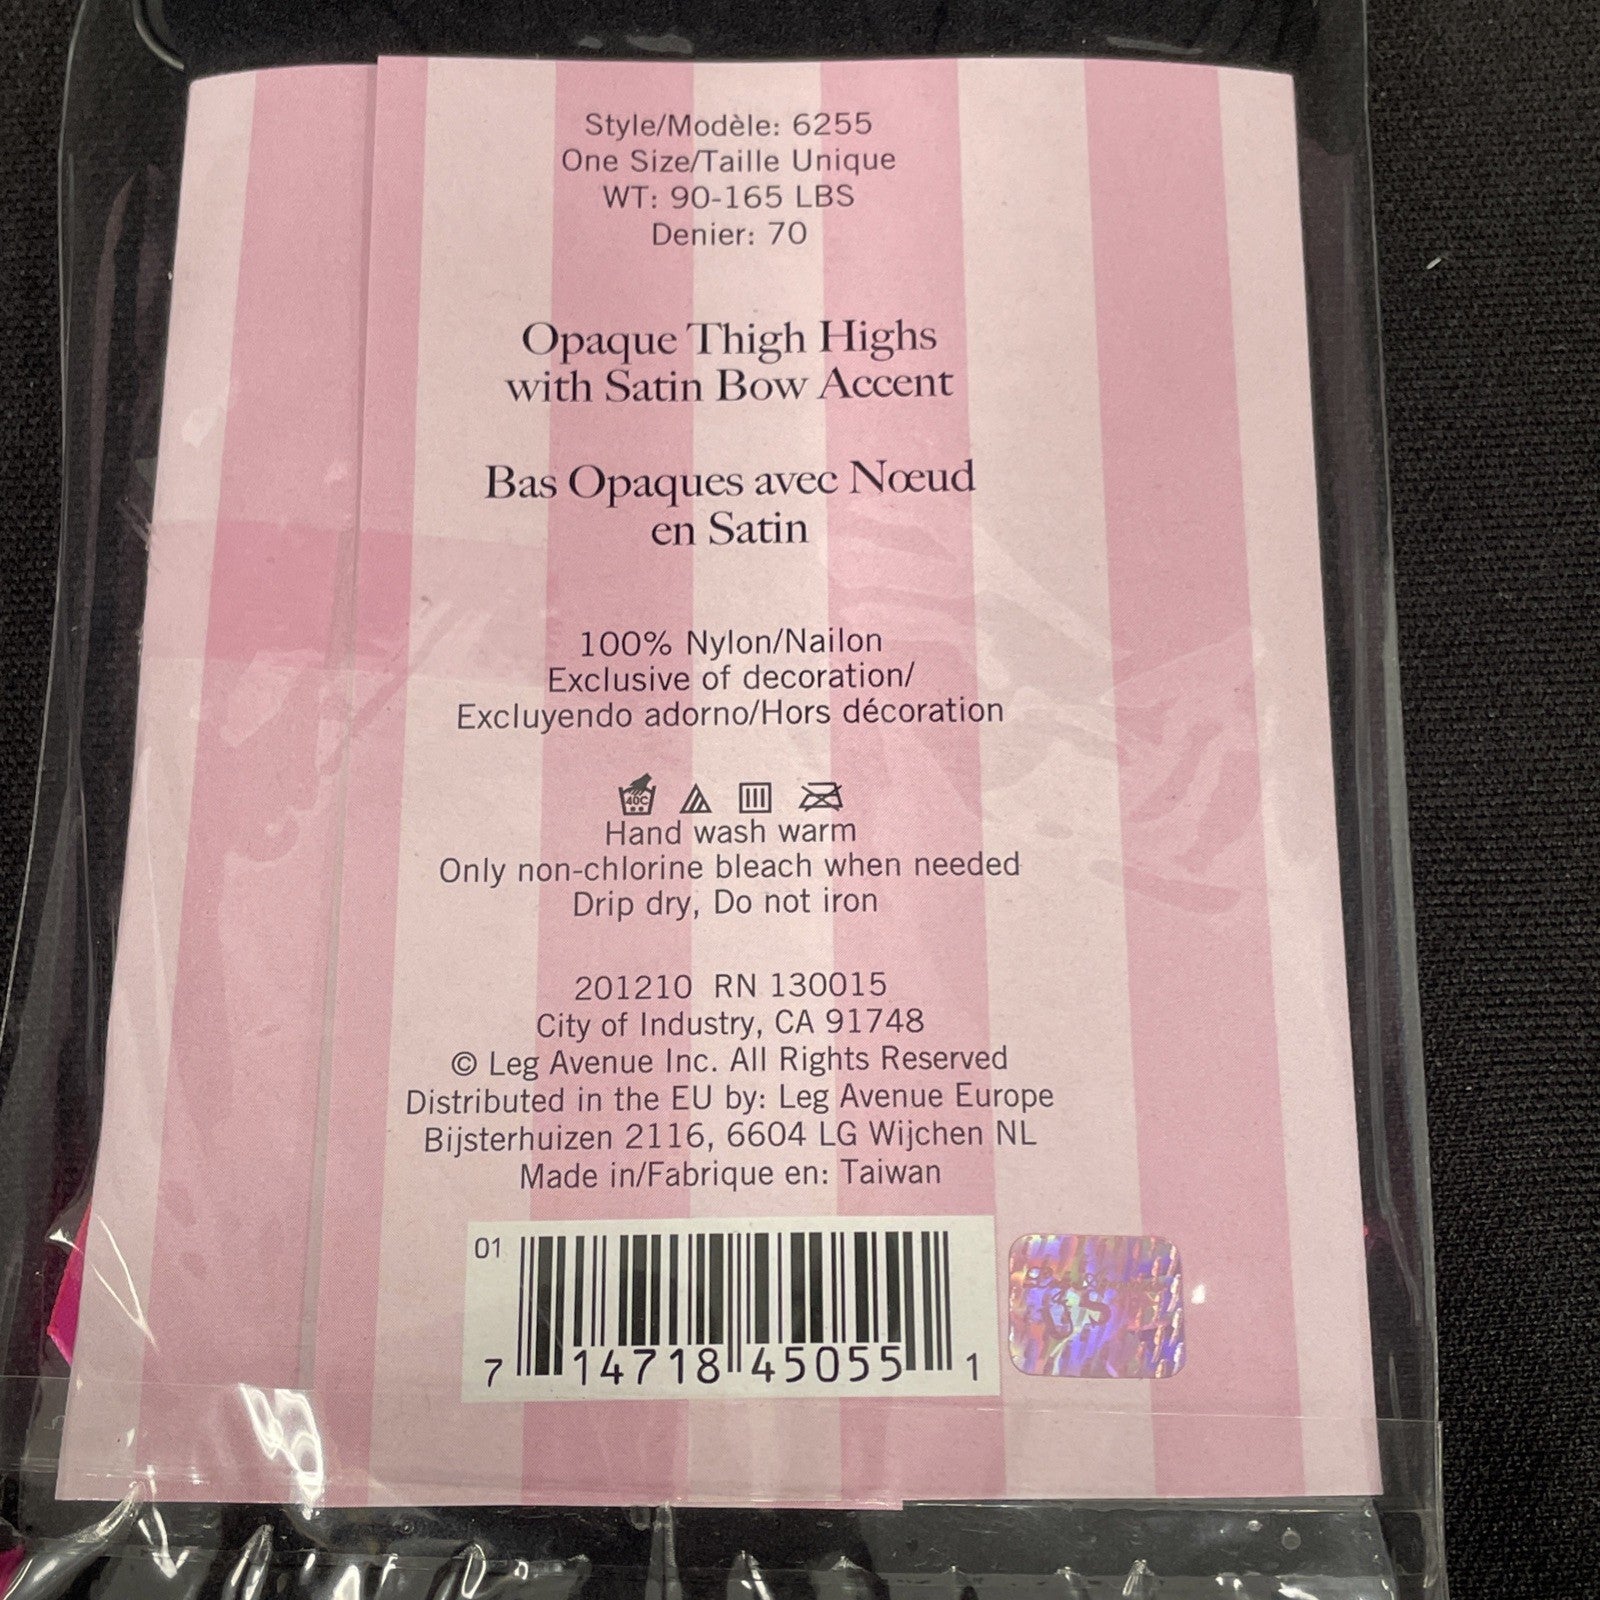 Style/Modèle: 6255
One Size/Taille Unique
WT: 90-165 LBS
Denier: 70
Opaque Thigh Highs
with Satin Bow Accent
Bas Opaques avec Nœud
en Satin
100% Nylon/Nailon
Exclusive of decoration/
Excluyendo adorno/Hors décoration
40C
Hand wash warm
Only non-chlorine bleach when needed
Drip dry, Do not iron
201210 RN 130015
City of Industry, CA 91748
© Leg Avenue Inc. All Rights Reserved
Distributed in the EU by: Leg Avenue Europe
Bijsterhuizen 2116, 6604 LG Wijchen NL
Made in/Fabrique en: Taiwan
01
7 14718 45055 1